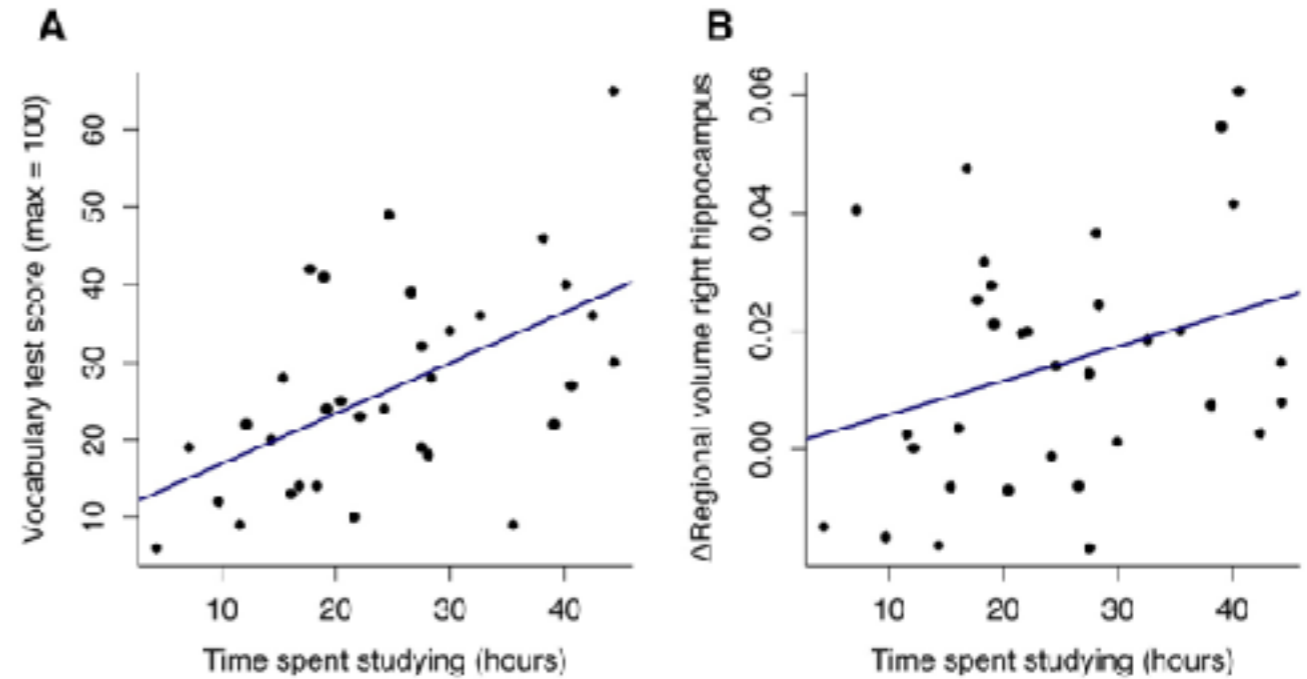 A
Vocabulary test score (max = 100)
60
50
40
30
20
10
10 20 30 40
Time spent studying (hours)
B
ΔRegional volume right hippocampus
0.06
0.04
0.02
0.00
10 20 30 40
Time spent studying (hours)